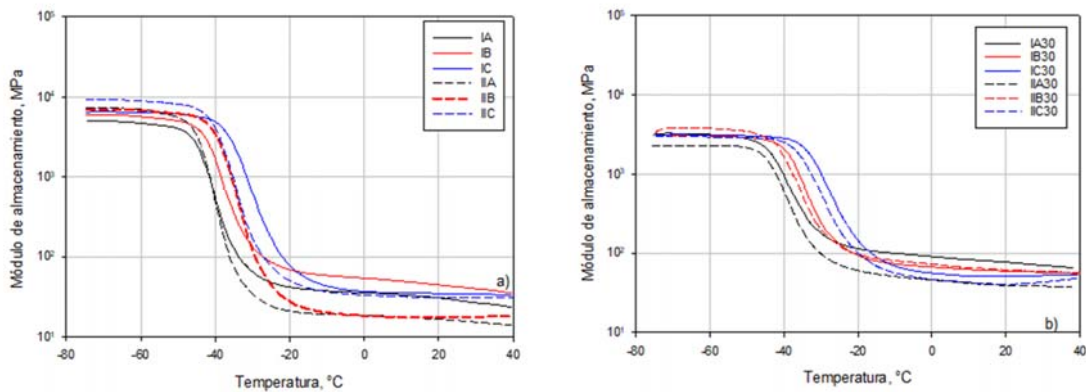 10⁵
10⁴
10³
10²
10¹
Módulo de almacenamiento, MPa
IA
IB
IC
IIA
IIB
IIC
a)
-80 -60 -40 -20 0 20 40
Temperatura, °C
10⁵
10⁴
10³
10²
10¹
Módulo de almacenamiento, MPa
IA30
IB30
IC30
IIA30
IIB30
IIC30
b)
-80 -60 -40 -20 0 20 40
Temperatura, °C